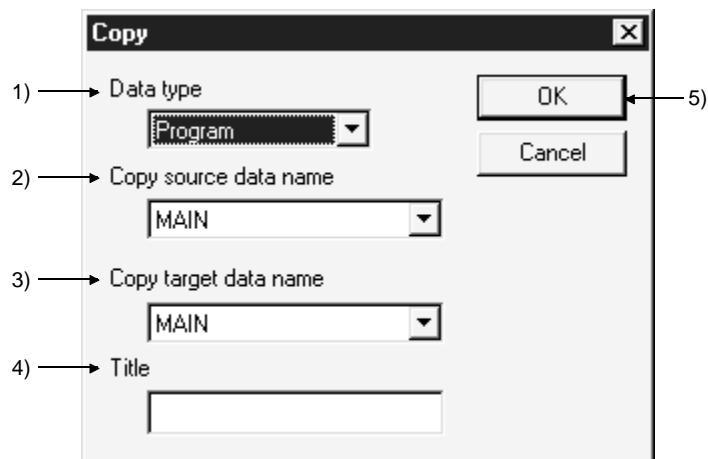 Copy
1) Data type
OK 5)
Program
Cancel
2) Copy source data name
MAIN
3) Copy target data name
MAIN
4) Title